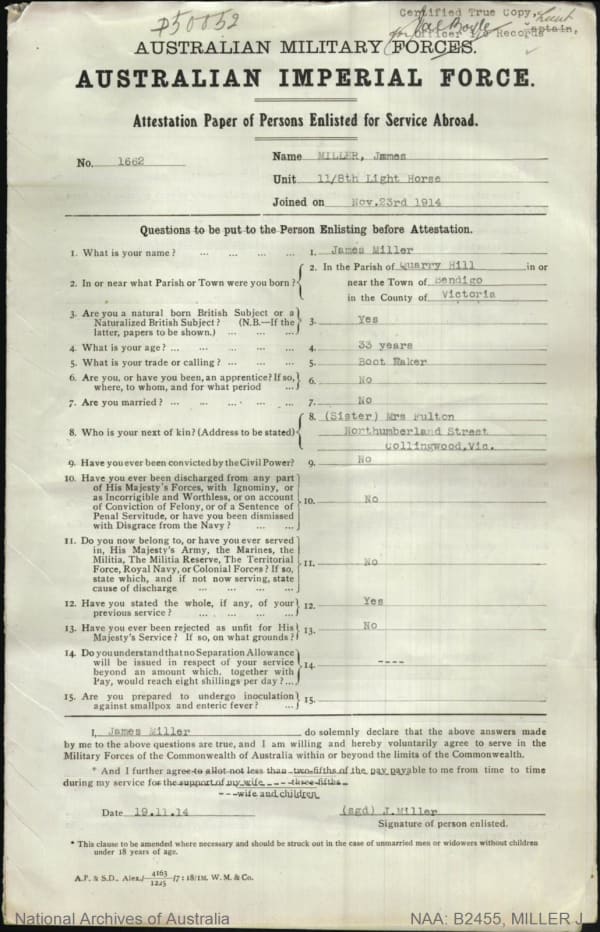 P50052
Certified True Copy,
Lieut
for Officer i/c Records Captain.
AUSTRALIAN MILITARY FORCES.
AUSTRALIAN IMPERIAL FORCE.
Attestation Paper of Persons Enlisted for Service Abroad.
No. 1662
Name MILLER, James
Unit 11/8th Light Horse
Joined on Nov.23rd 1914
Questions to be put to the Person Enlisting before Attestation.
1. What is your name? ... ... ... 1. James Miller
2. In or near what Parish or Town were you born? 2. In the Parish of Quarry Hill in or
near the Town of Bendigo
in the County of Victoria
3. Are you a natural born British Subject or a
Naturalized British Subject? (N.B.—If the
latter, papers to be shown.) ... ... 3. Yes
4. What is your age? ... ... ... ... 4. 33 years
5. What is your trade or calling? ... ... ... 5. Boot Maker
6. Are you, or have you been, an apprentice? If so,
where, to whom, and for what period ... 6. No
7. Are you married? ... ... ... ... ... 7. No
8. Who is your next of kin? (Address to be stated) 8. (Sister) Mrs Fulton
Northumberland Street
Collingwood, Vic.
9. Have you ever been convicted by the Civil Power? 9. No
10. Have you ever been discharged from any part
of His Majesty's Forces, with Ignominy, or
as Incorrigible and Worthless, or on account
of Conviction of Felony, or of a Sentence of
Penal Servitude, or have you been dismissed
with Disgrace from the Navy? ... ... 10. No
11. Do you now belong to, or have you ever served
in, His Majesty's Army, the Marines, the
Militia, The Militia Reserve, The Territorial
Force, Royal Navy, or Colonial Forces? If so,
state which, and if not now serving, state
cause of discharge ... ... ... 11. No
12. Have you stated the whole, if any, of your
previous service? ... ... ... 12. Yes
13. Have you ever been rejected as unfit for His
Majesty's Service? If so, on what grounds? 13. No
14. Do you understand that no Separation Allowance
will be issued in respect of your service
beyond an amount which together with
Pay, would reach eight shillings per day? ... 14. ----
15. Are you prepared to undergo inoculation
against smallpox and enteric fever? ... 15.
I, James Miller do solemnly declare that the above answers made
by me to the above questions are true, and I am willing and hereby voluntarily agree to serve in the
Military Forces of the Commonwealth of Australia within or beyond the limits of the Commonwealth.
* And I further agree to allot not less than two-fifths of the pay payable to me from time to time
during my service for the support of my wife ---- three-fifths
---wife and children.
Date 19.11.14 (sgd) J.Miller
Signature of person enlisted.
* This clause to be amended where necessary and should be struck out in the case of unmarried men or widowers without children
under 18 years of age.
A.P. & S.D., Alex./-4163/1225/7:18/1M. W.M. & Co.
National Archives of Australia NAA: B2455, MILLER J